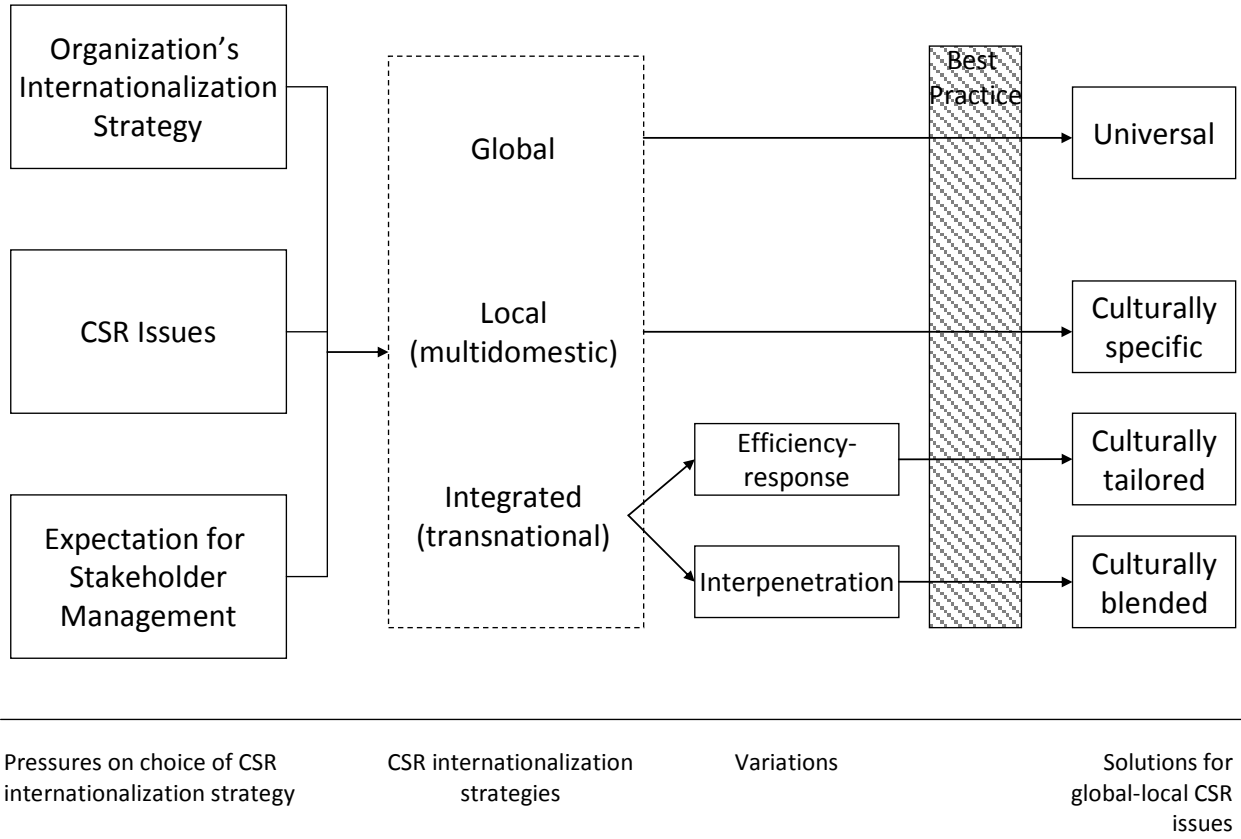 Organization's
Internationalization
Strategy
CSR Issues
Expectation for
Stakeholder
Management
Global
Local
(multidomestic)
Integrated
(transnational)
Efficiency-
response
Interpenetration
Best
Practice
Universal
Culturally
specific
Culturally
tailored
Culturally
blended
Pressures on choice of CSR
internationalization strategy
CSR internationalization
strategies
Variations
Solutions for
global-local CSR
issues